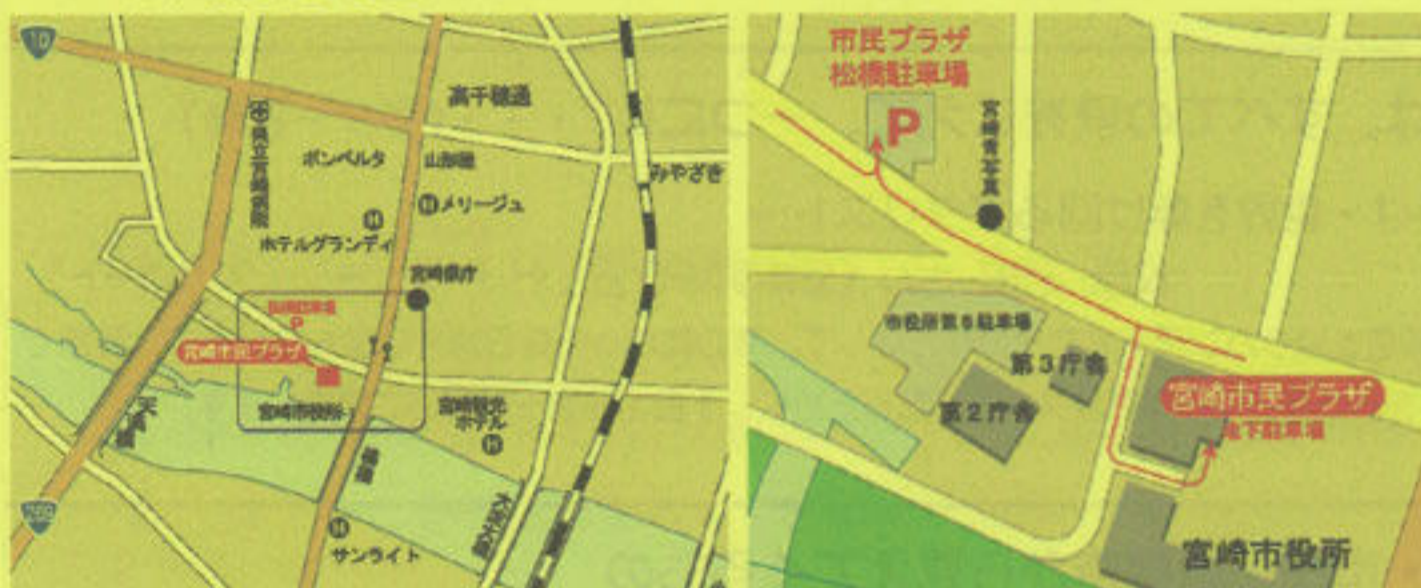 10
高千穂通
県立宮崎病院
ボンベルタ
山形屋
みやざき
H
メリージュ
H
ホテルグランディ
宮崎県庁
P
宮崎市民プラザ
宮崎市役所
宮崎観光
ホテル
H
天満橋
橘橋
大淀大橋
H
サンライト
市民プラザ
松橋駐車場
P
宮崎青写真
市役所第5駐車場
第3庁舎
第2庁舎
宮崎市民プラザ
地下駐車場
宮崎市役所